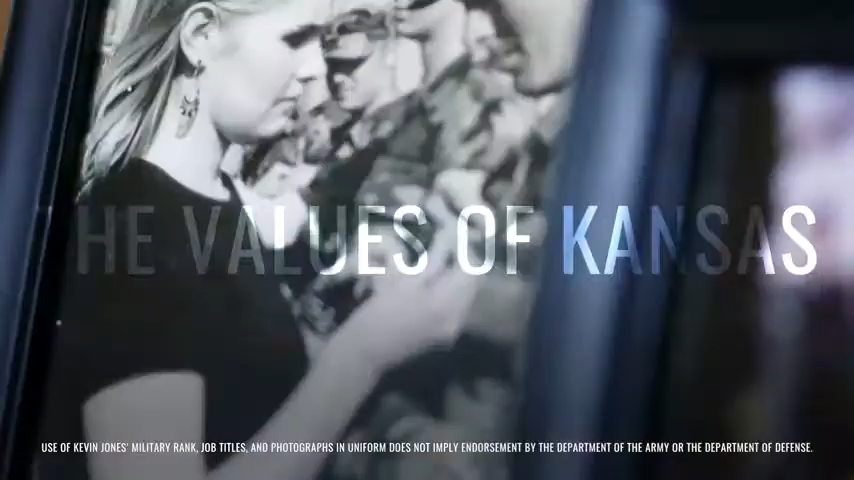 THE VALUES OF KANSAS
USE OF KEVIN JONES' MILITARY RANK, JOB TITLES, AND PHOTOGRAPHS IN UNIFORM DOES NOT IMPLY ENDORSEMENT BY THE DEPARTMENT OF THE ARMY OR THE DEPARTMENT OF DEFENSE.